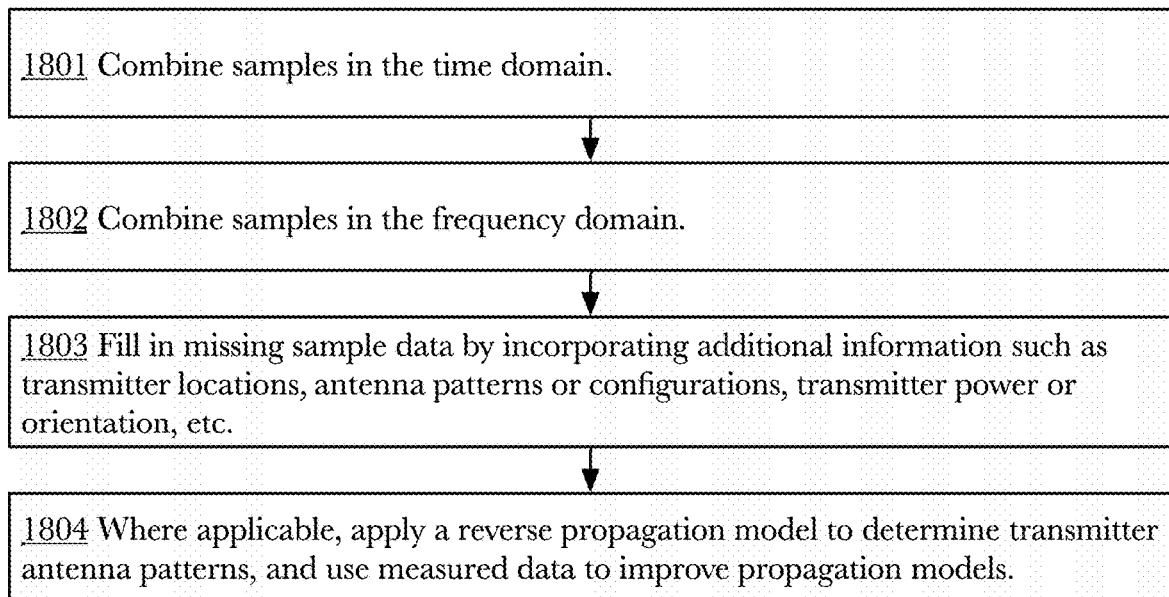 1801 Combine samples in the time domain.
1802 Combine samples in the frequency domain.
1803 Fill in missing sample data by incorporating additional information such as
transmitter locations, antenna patterns or configurations, transmitter power or
orientation, etc.
1804 Where applicable, apply a reverse propagation model to determine transmitter
antenna patterns, and use measured data to improve propagation models.